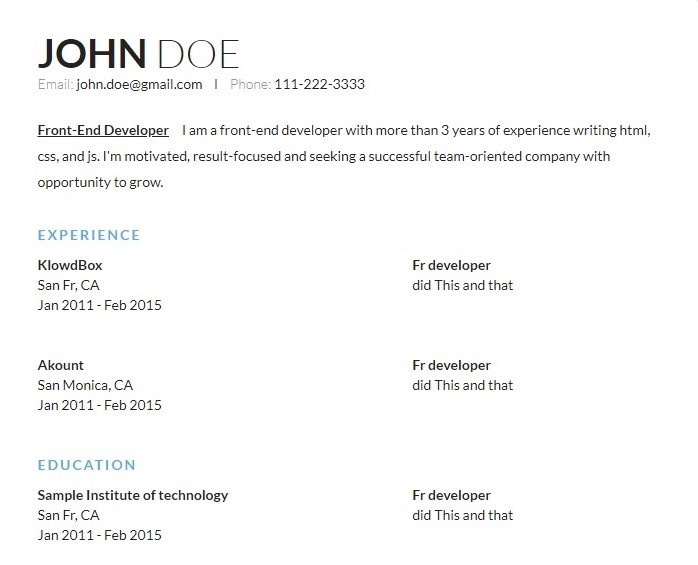 JOHN DOE
Email: john.doe@gmail.com | Phone: 111-222-3333
Front-End Developer I am a front-end developer with more than 3 years of experience writing html,
css, and js. I'm motivated, result-focused and seeking a successful team-oriented company with
opportunity to grow.
EXPERIENCE
KlowdBox Fr developer
San Fr, CA did This and that
Jan 2011 - Feb 2015
Akount Fr developer
San Monica, CA did This and that
Jan 2011 - Feb 2015
EDUCATION
Sample Institute of technology Fr developer
San Fr, CA did This and that
Jan 2011 - Feb 2015